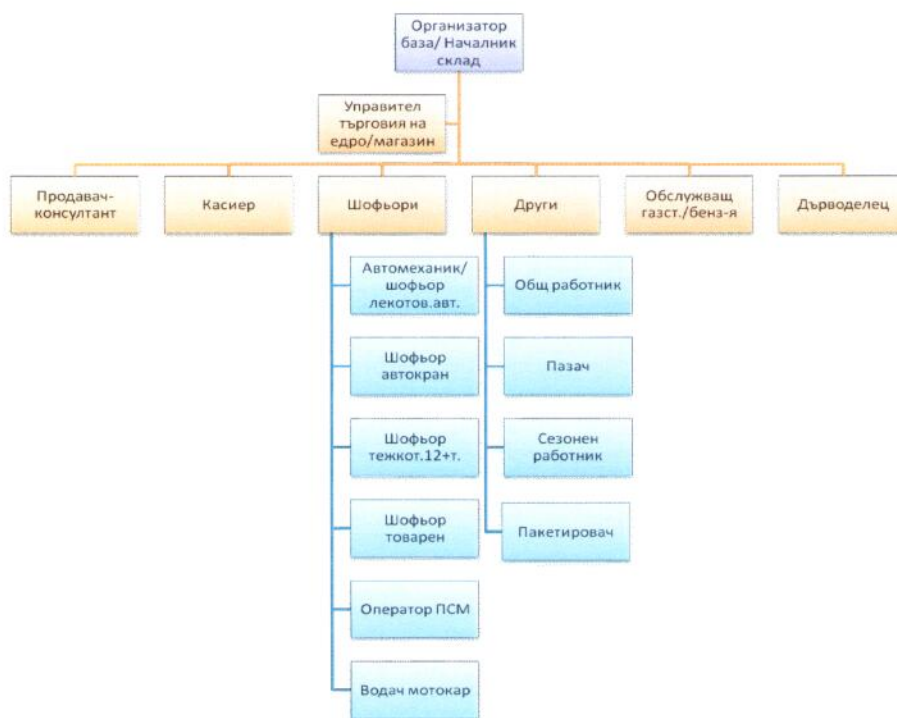 Организатор
база/ Началник
склад
Управител
търговия на
едро/магазин
Продавач-
консултант
Касиер
Шофьори
Други
Обслужващ
газст./бенз-я
Дърводелец
Автомеханик/
шофьор
лекотов.авт.
Общ работник
Шофьор
автокран
Пазач
Шофьор
тежкот.12+т.
Сезонен
работник
Шофьор
товарен
Пакетировач
Оператор ПСМ
Водач мотокар